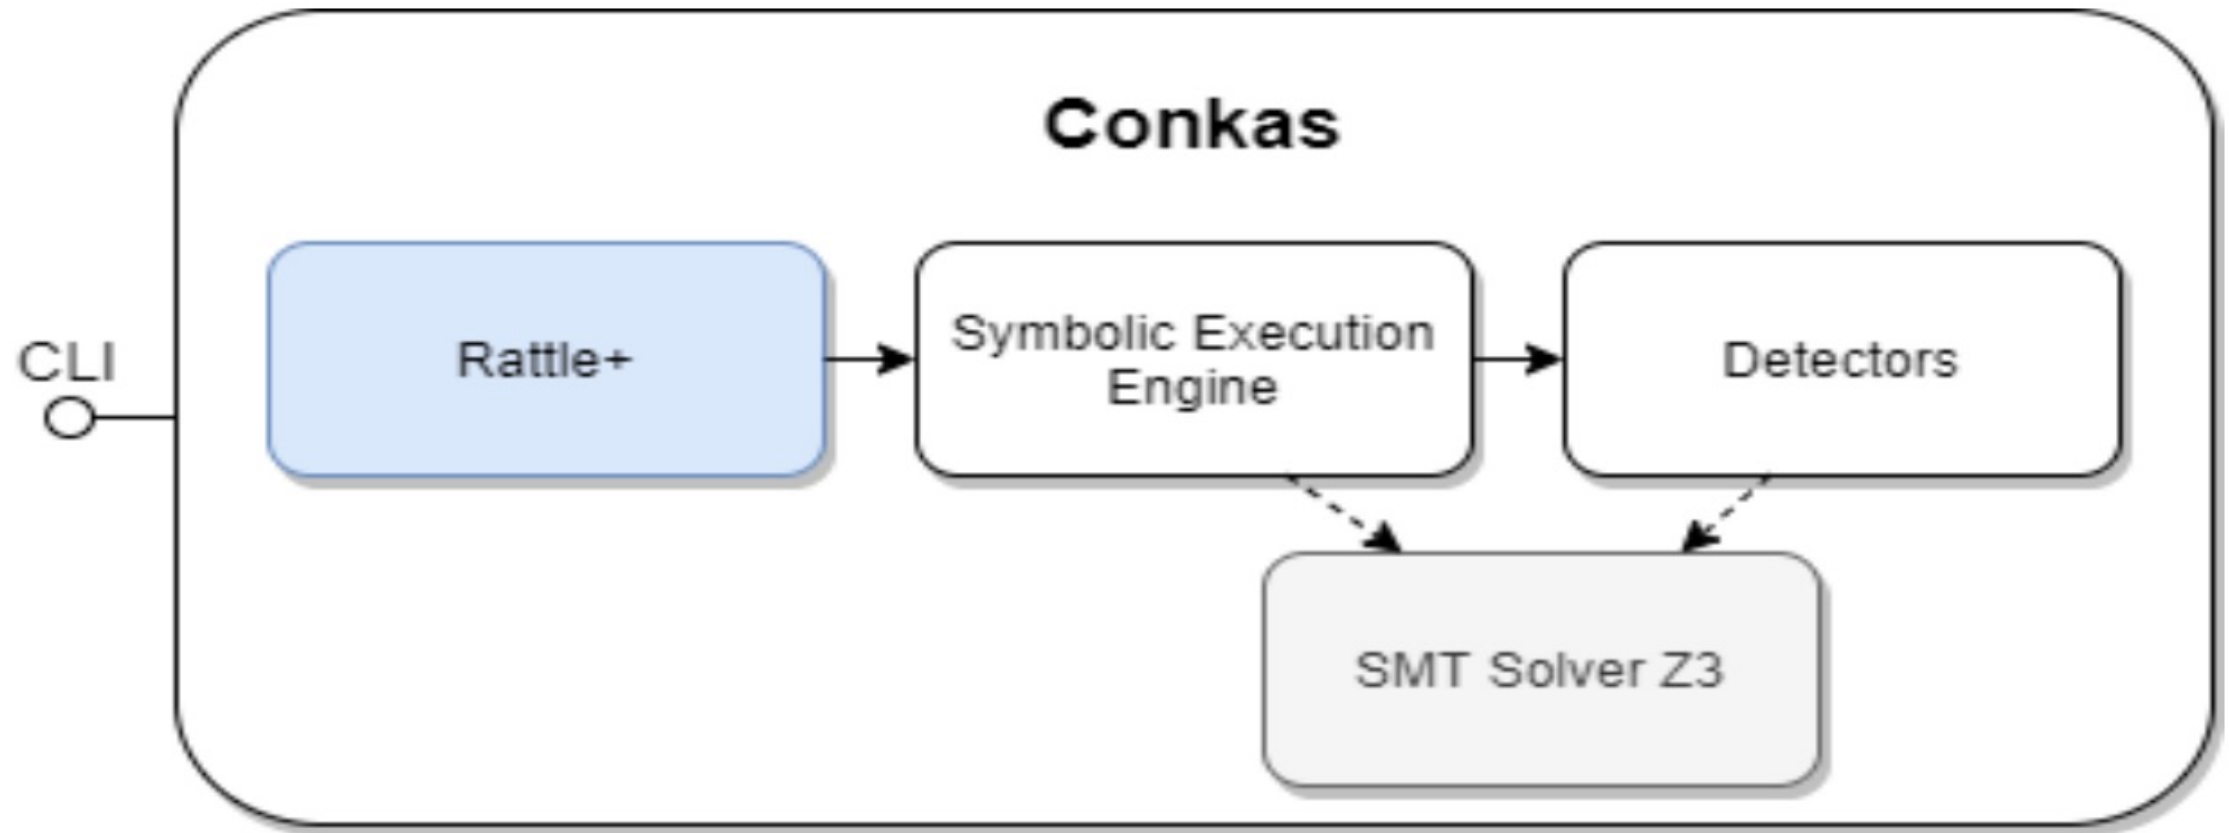 Conkas
CLI
Rattle+
Symbolic Execution
Engine
Detectors
SMT Solver Z3